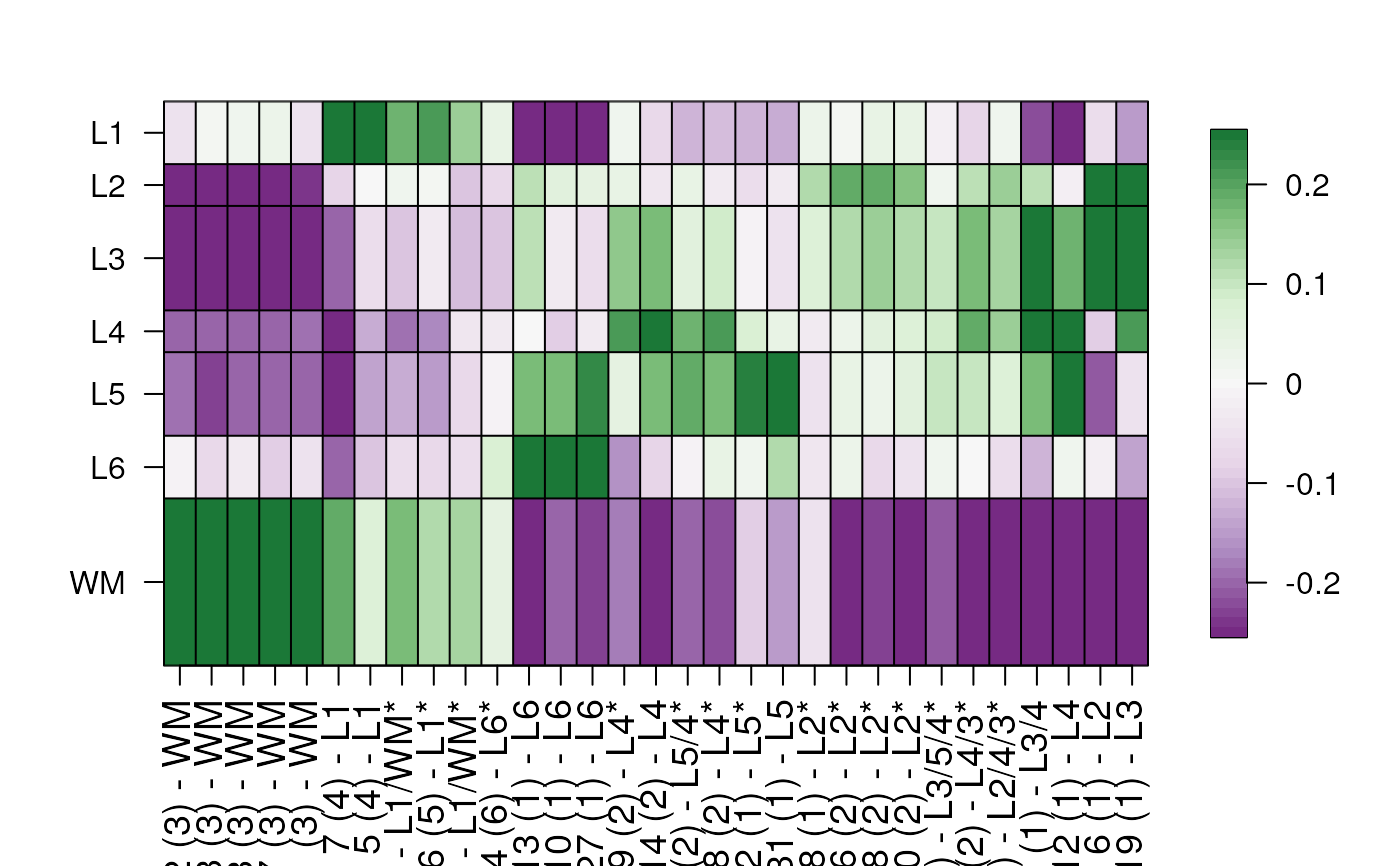 L1
L2
L3
L4
L5
L6
WM
(3) - WM
(3) - WM
(3) - WM
(3) - WM
(3) - WM
7 (4) - L1
5 (4) - L1
- L1/WM*
6 (5) - L1*
- L1/WM*
4 (6) - L6*
13 (1) - L6
10 (1) - L6
27 (1) - L6
9 (2) - L4*
14 (2) - L4
(2) - L5/4*
8 (2) - L4*
2 (1) - L5*
31 (1) - L5
8 (1) - L2*
6 (2) - L2*
8 (2) - L2*
0 (2) - L2*
) - L3/5/4*
(2) - L4/3*
) - L2/4/3*
(1) - L3/4
12 (1) - L4
6 (1) - L2
19 (1) - L3
0.2
0.1
0
-0.1
-0.2